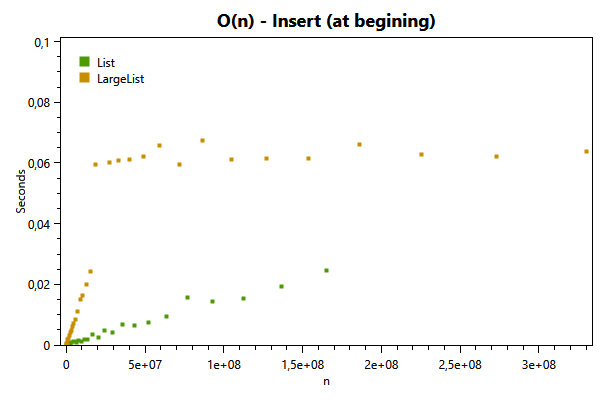 O(n) - Insert (at begining)
0,1
List
LargeList
0,08
0,06
Seconds
0,04
0,02
0
0
5e+07
1e+08
1,5e+08
2e+08
2,5e+08
3e+08
n